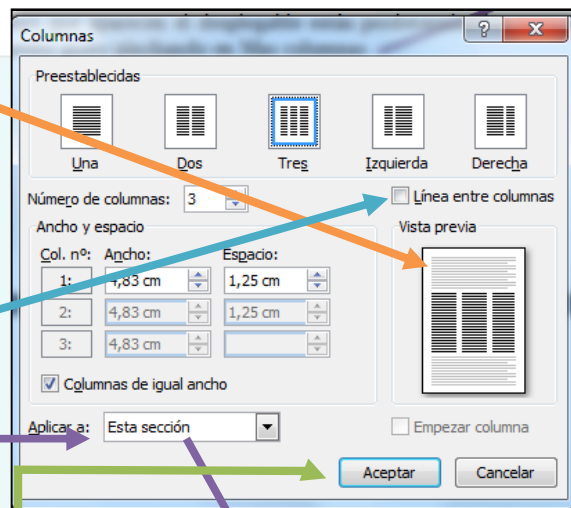 Columnas
Preestablecidas
Una Dos Tres Izquierda Derecha
Número de columnas: 3 Línea entre columnas
Ancho y espacio Vista previa
Col. nº: Ancho: Espacio:
1: 4,83 cm 1,25 cm
2: 4,83 cm 1,25 cm
3: 4,83 cm
Columnas de igual ancho
Aplicar a: Esta sección Empezar columna
Aceptar Cancelar